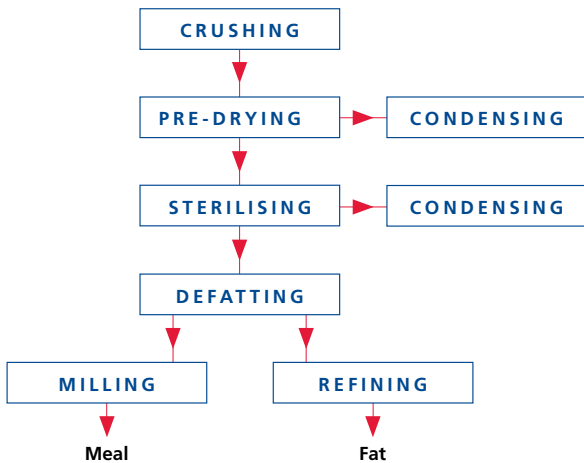 CRUSHING
PRE-DRYING
CONDENSING
STERILISING
CONDENSING
DEFATTING
MILLING
REFINING
Meal
Fat